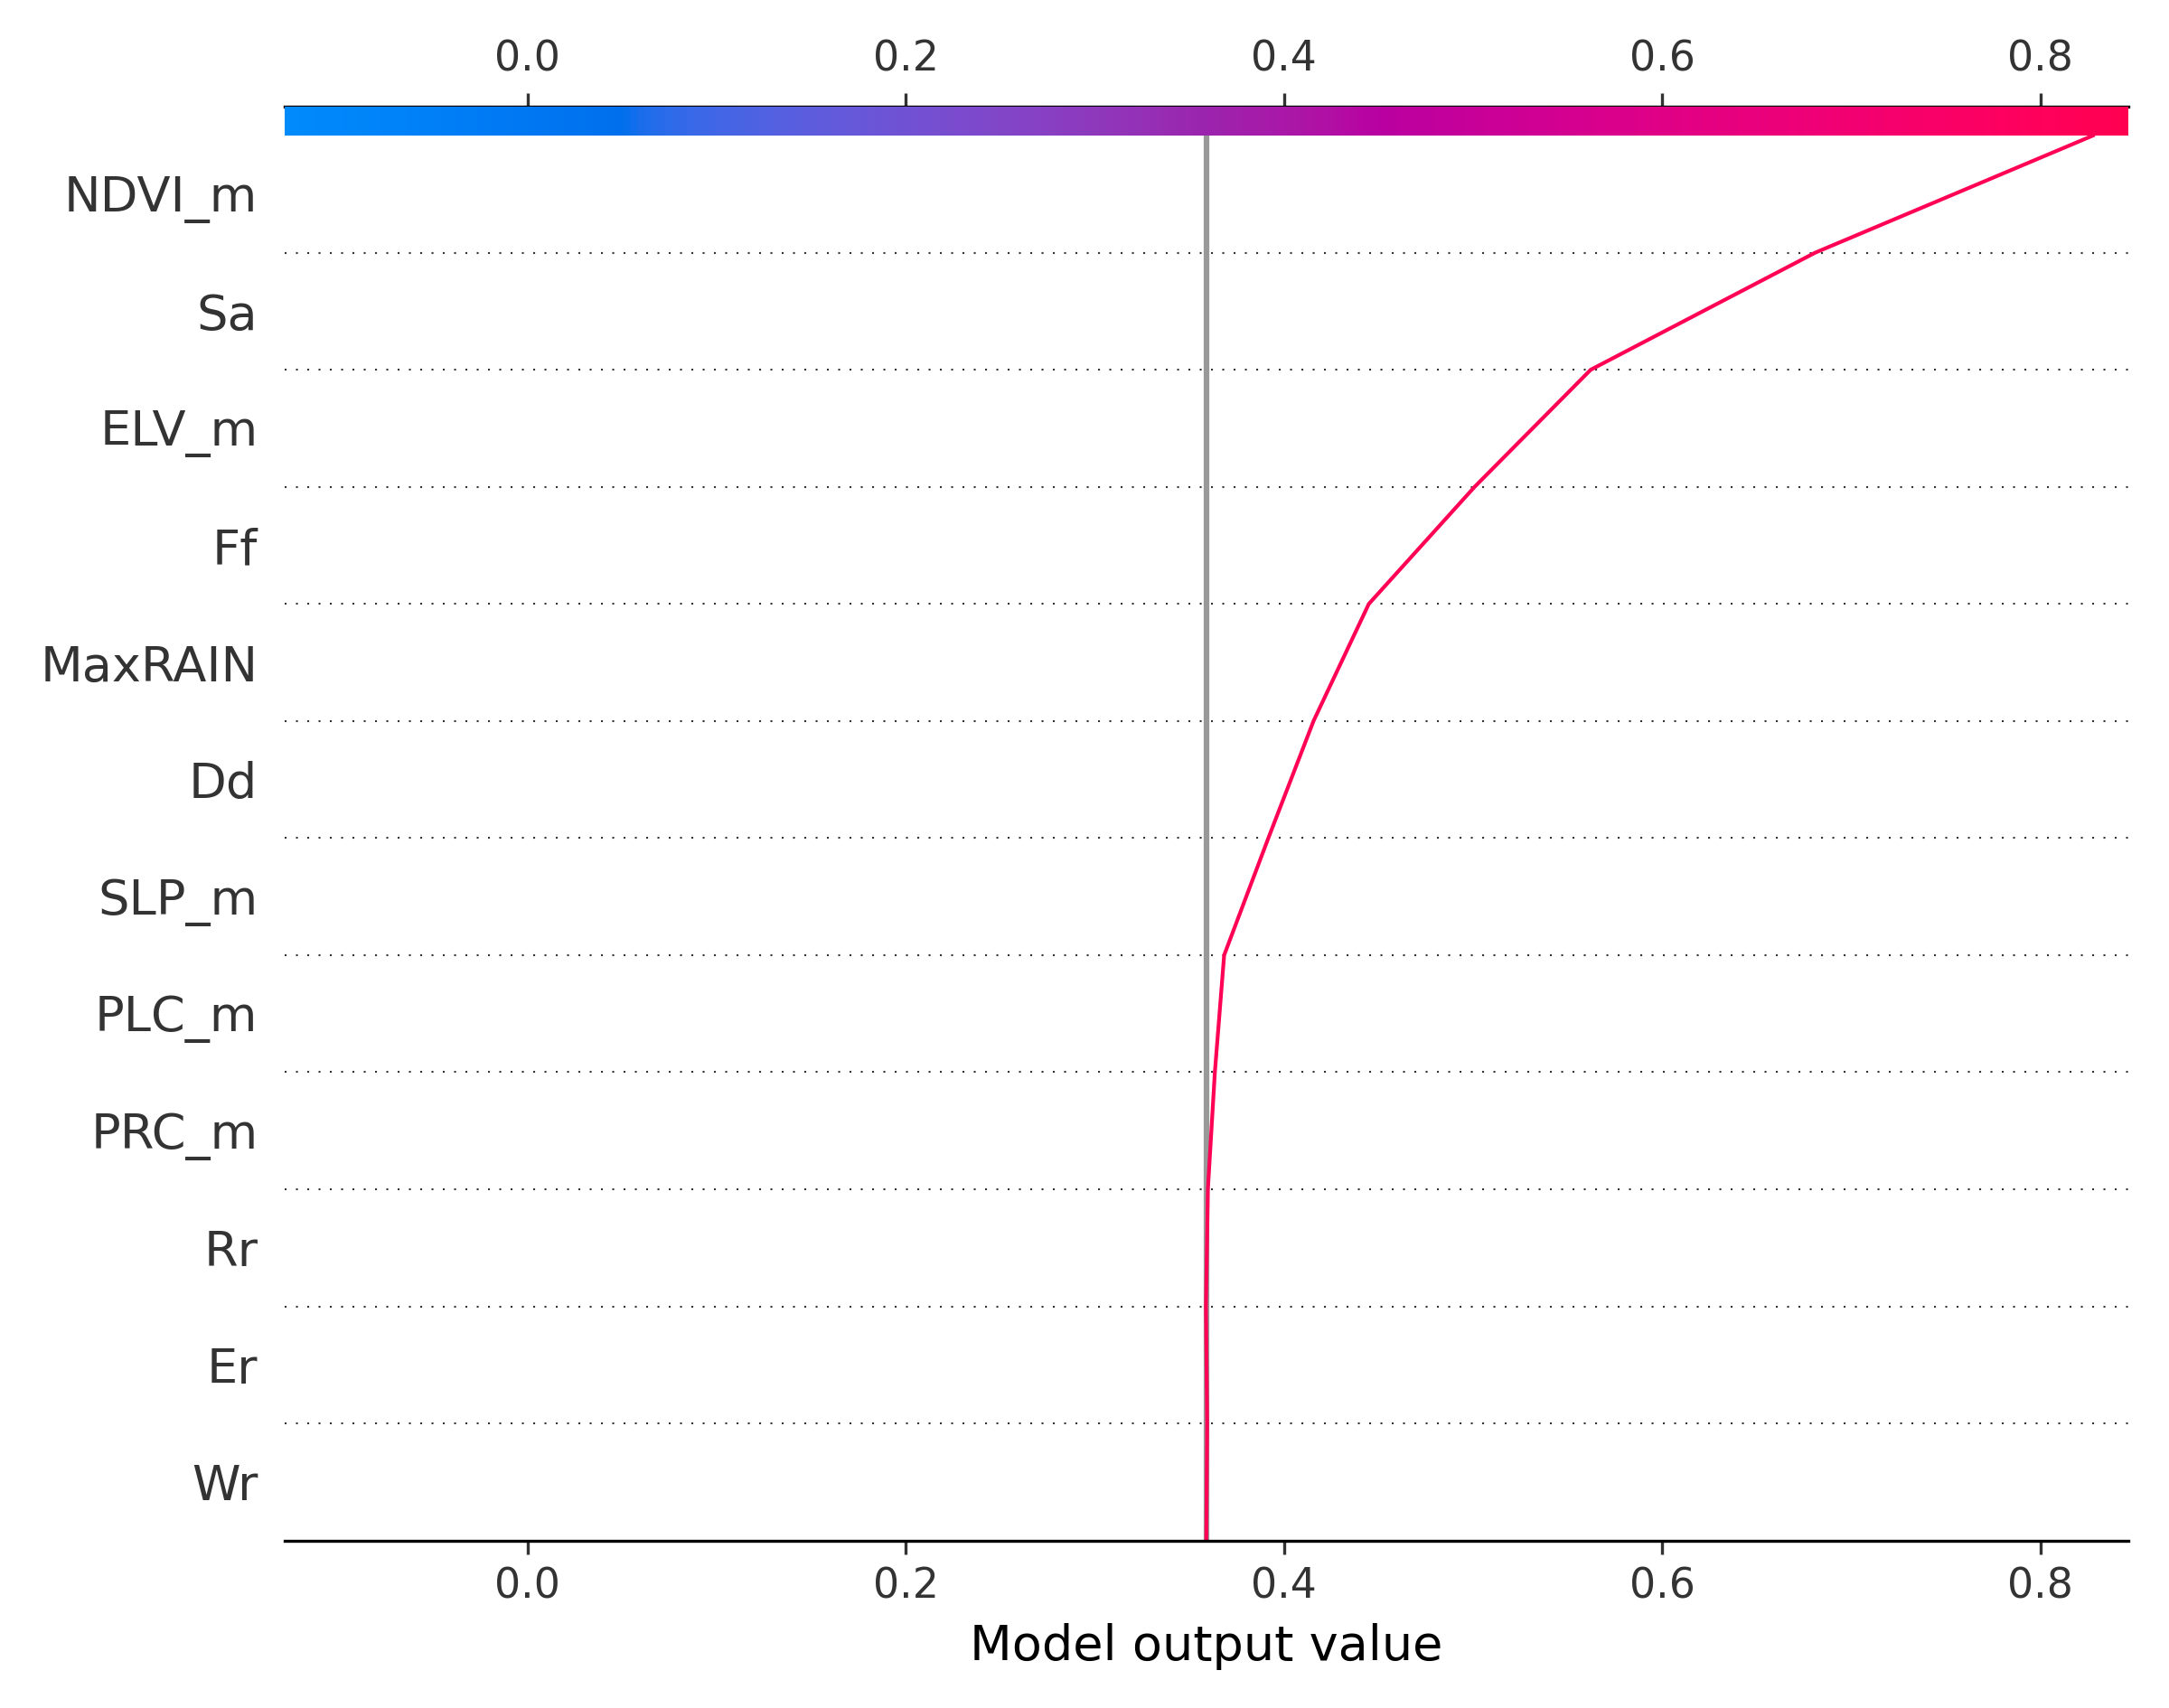 0.0 0.2 0.4 0.6 0.8
NDVI_m
Sa
ELV_m
Ff
MaxRAIN
Dd
SLP_m
PLC_m
PRC_m
Rr
Er
Wr
0.0 0.2 0.4 0.6 0.8
Model output value